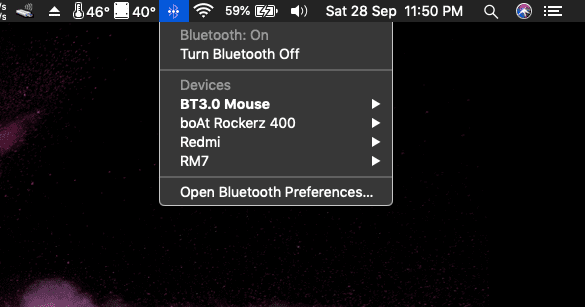 /s 46° 40° 59% Sat 28 Sep 11:50 PM
/s
Bluetooth: On
Turn Bluetooth Off
Devices
BT3.0 Mouse
boAt Rockerz 400
Redmi
RM7
Open Bluetooth Preferences...